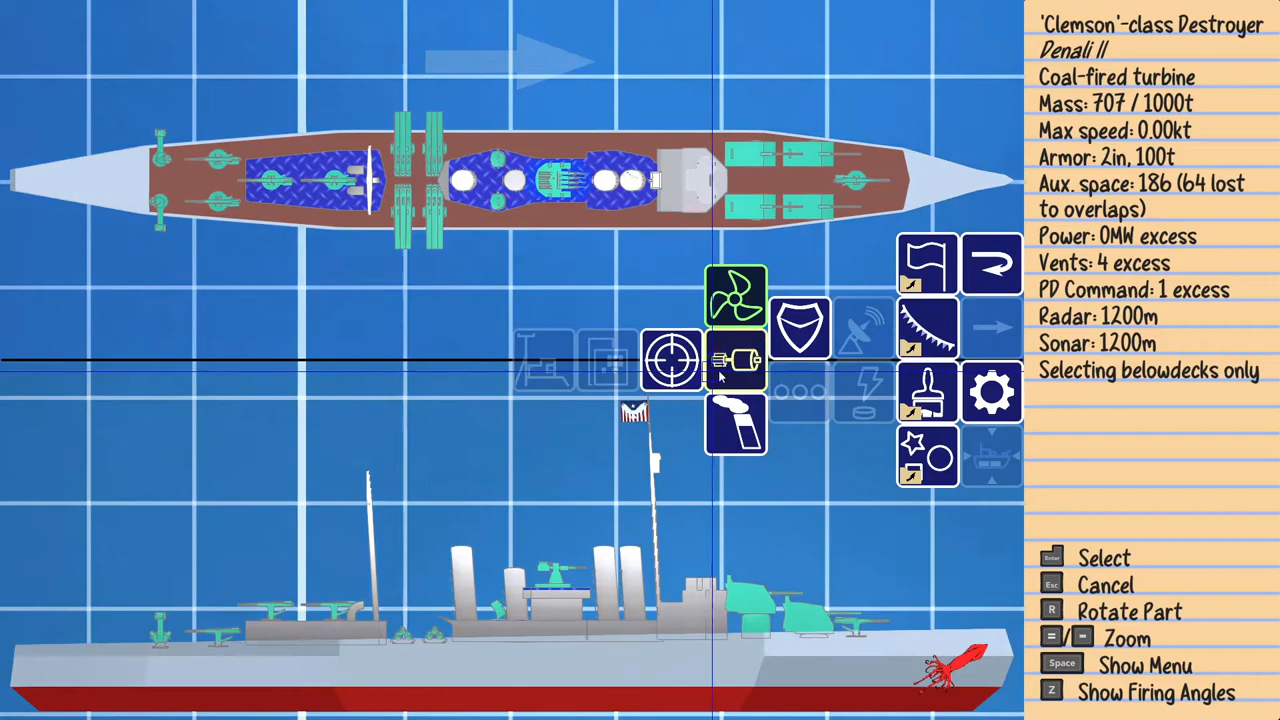 'Clemson'-class Destroyer
Denali II
Coal-fired turbine
Mass: 707 / 1000t
Max speed: 0.00kt
Armor: 2in, 100t
Aux. space: 186 (64 lost
to overlaps)
Power: 0MW excess
Vents: 4 excess
PD Command: 1 excess
Radar: 1200m
Sonar: 1200m
Selecting belowdecks only
Enter Select
Esc Cancel
R Rotate Part
=/- Zoom
Space Show Menu
Z Show Firing Angles